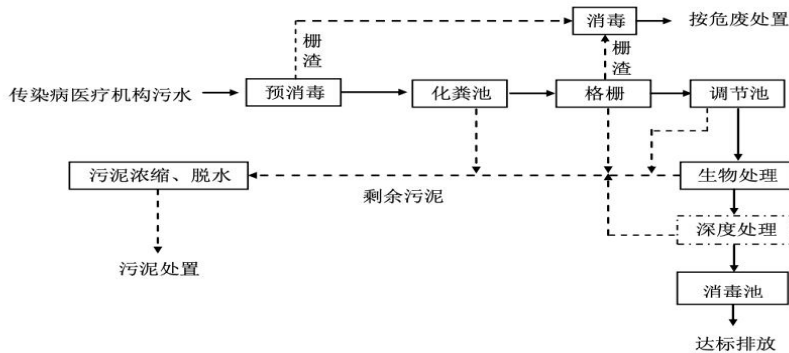 消毒
按危废处置
栅渣
栅渣
传染病医疗机构污水
预消毒
化粪池
格栅
调节池
污泥浓缩、脱水
生物处理
剩余污泥
深度处理
污泥处置
消毒池
达标排放